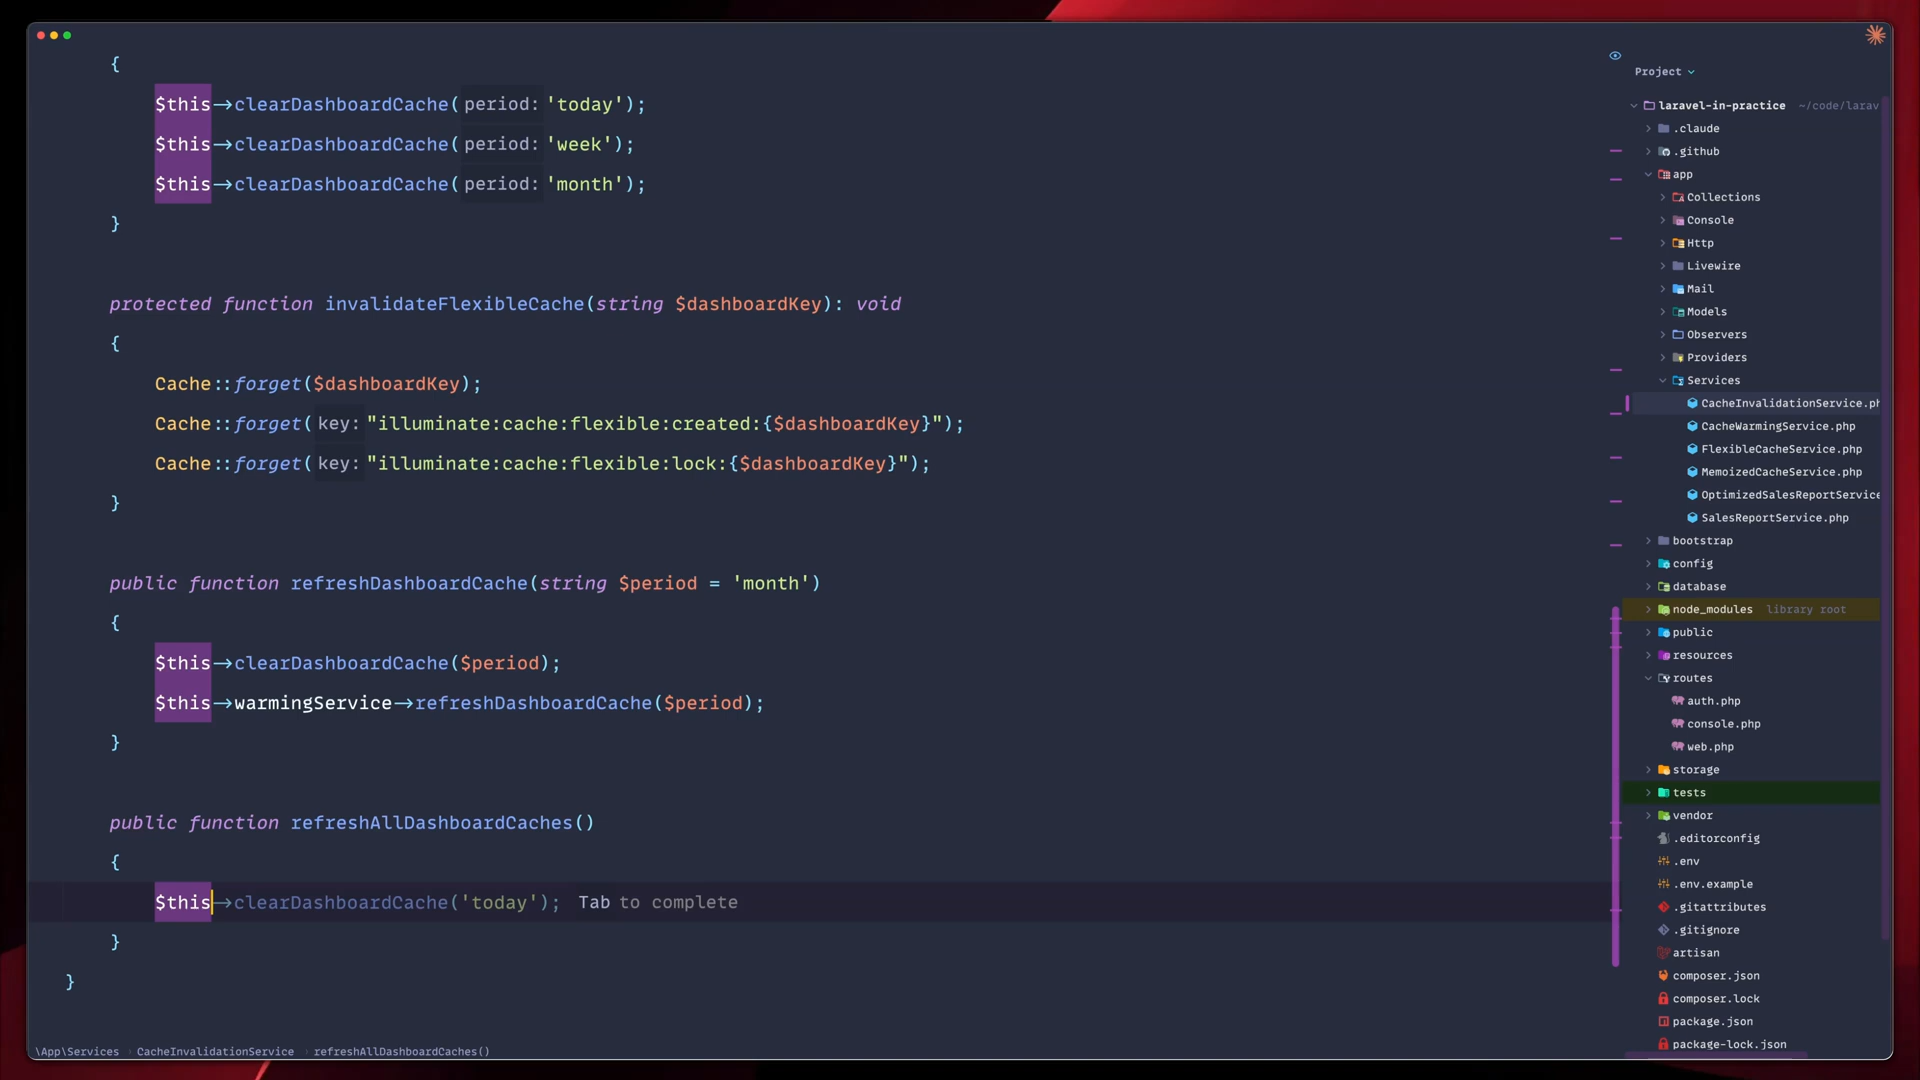 {
$this->clearDashboardCache( period: 'today');
$this->clearDashboardCache( period: 'week');
$this->clearDashboardCache( period: 'month');
}
protected function invalidateFlexibleCache(string $dashboardKey): void
{
Cache::forget($dashboardKey);
Cache::forget( key: "illuminate:cache:flexible:created:{$dashboardKey}");
Cache::forget( key: "illuminate:cache:flexible:lock:{$dashboardKey}");
}
public function refreshDashboardCache(string $period = 'month')
{
$this->clearDashboardCache($period);
$this->warmingService->refreshDashboardCache($period);
}
public function refreshAllDashboardCaches()
{
$this->clearDashboardCache('today'); Tab to complete
}
}
\App\Services › CacheInvalidationService › refreshAllDashboardCaches()
Project
laravel-in-practice ~/code/larav
.claude
.github
app
Collections
Console
Http
Livewire
Mail
Models
Observers
Providers
Services
CacheInvalidationService.ph
CacheWarmingService.php
FlexibleCacheService.php
MemoizedCacheService.php
OptimizedSalesReportService
SalesReportService.php
bootstrap
config
database
node_modules library root
public
resources
routes
auth.php
console.php
web.php
storage
tests
vendor
.editorconfig
.env
.env.example
.gitattributes
.gitignore
artisan
composer.json
composer.lock
package.json
package-lock.json